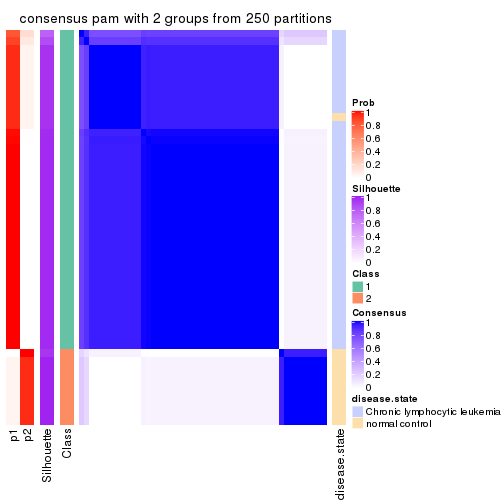 consensus pam with 2 groups from 250 partitions
Prob
1
0.8
0.6
0.4
0.2
0
Silhouette
1
0.8
0.6
0.4
0.2
0
Class
1
2
Consensus
1
0.8
0.6
0.4
0.2
0
disease.state
Chronic lymphocytic leukemia
normal control
p1
p2
Silhouette
Class
disease.state